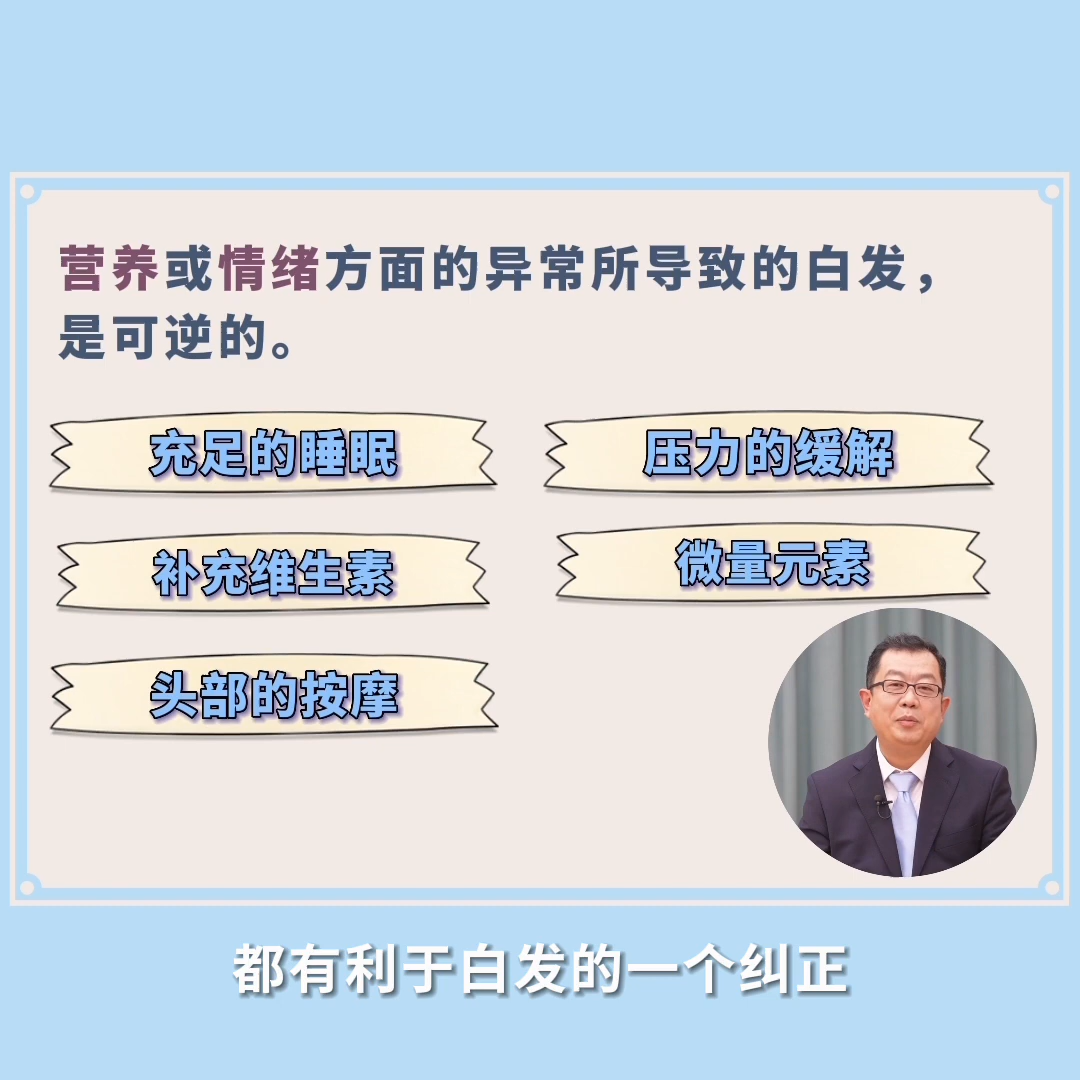 营养或情绪方面的异常所导致的白发，
是可逆的。
充足的睡眠
压力的缓解
补充维生素
微量元素
头部的按摩
都有利于白发的一个纠正